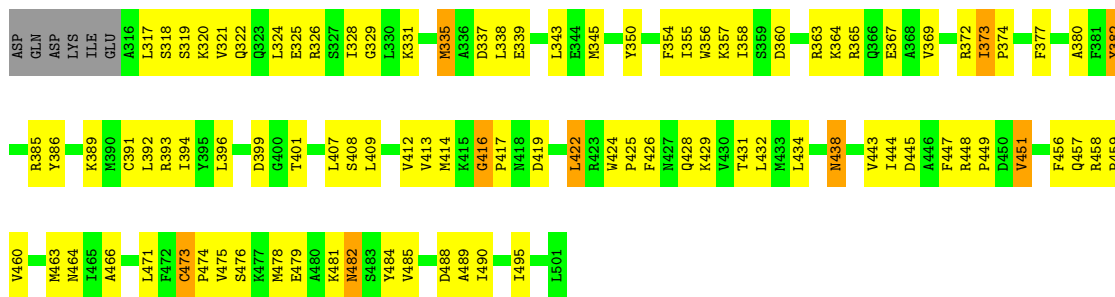 ASP GLN ASP LYS ILE GLU A316 L317 S318 S319 K320 V321 Q322 Q323 L324 E325 R326 S327 I328 G329 L330 K331 M335 A336 D337 L338 E339 L343 E344 M345 Y350 F354 I355 W356 K357 I358 S359 D360 R363 K364 R365 Q366 E367 A368 V369 R372 I373 P374 F377 A380 F381
R385 Y386 K389 M390 C391 L392 R393 I394 Y395 L396 D399 G400 T401 L407 S408 L409 V412 V413 M414 K415 G416 P417 N418 D419 L422 R423 W424 P425 F426 N427 Q428 K429 V430 T431 L432 M433 L434 N438 V443 I444 D445 A446 F447 R448 P449 D450 V451 F456 Q457 R458
V460 M463 N464 I465 A466 L471 F472 C473 P474 V475 S476 K477 M478 E479 A480 K481 N482 S483 Y484 V485 D488 A489 I490 I495 L501